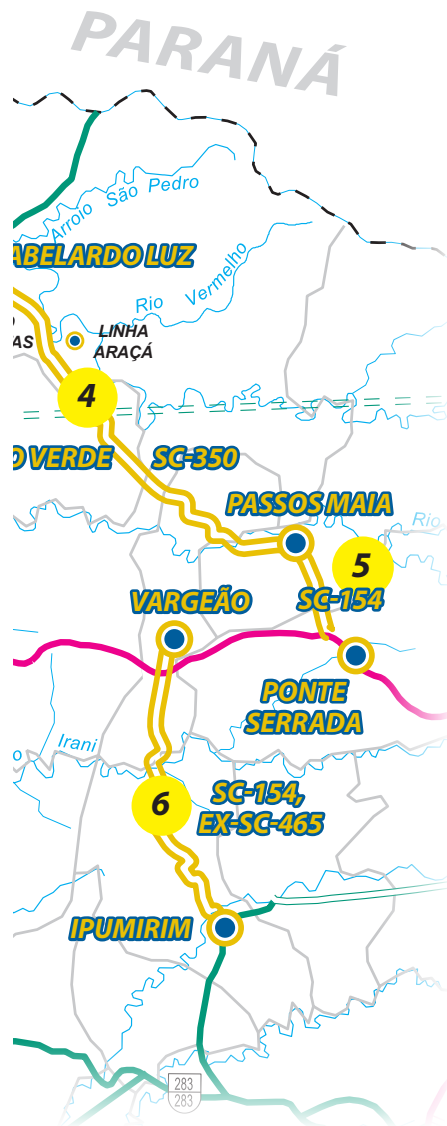 PARANÁ
Arroio São Pedro
ABELARDO LUZ
Rio Vermelho
LINHA
AS ARAÇÁ
4
O VERDE SC-350
PASSOS MAIA
Rio
5
VARGEÃO SC-154
PONTE
SERRADA
Irani
o
6
SC-154,
EX-SC-465
IPUMIRIM
283
283